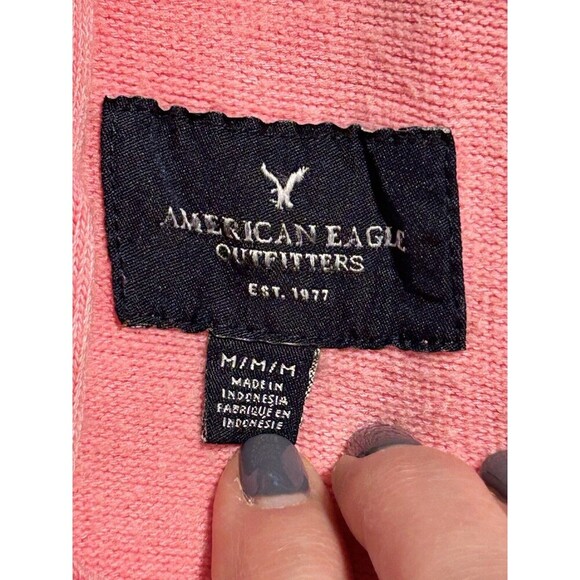 AMERICAN EAGLE
OUTFITTERS
EST. 1977
M/M/M
MADE IN
INDONESIA
FABRIQUÉ EN
INDONÉSIE